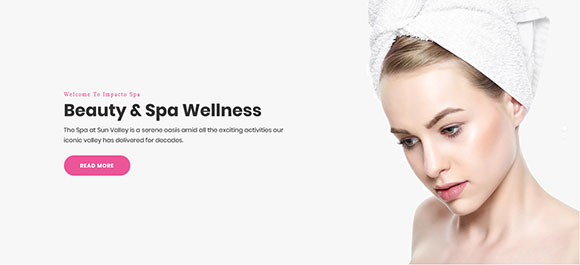 Welcome To Impacto Spa
Beauty & Spa Wellness
The Spa at Sun Valley is a serene oasis amid all the exciting activities our
iconic valley has delivered for decades.
READ MORE